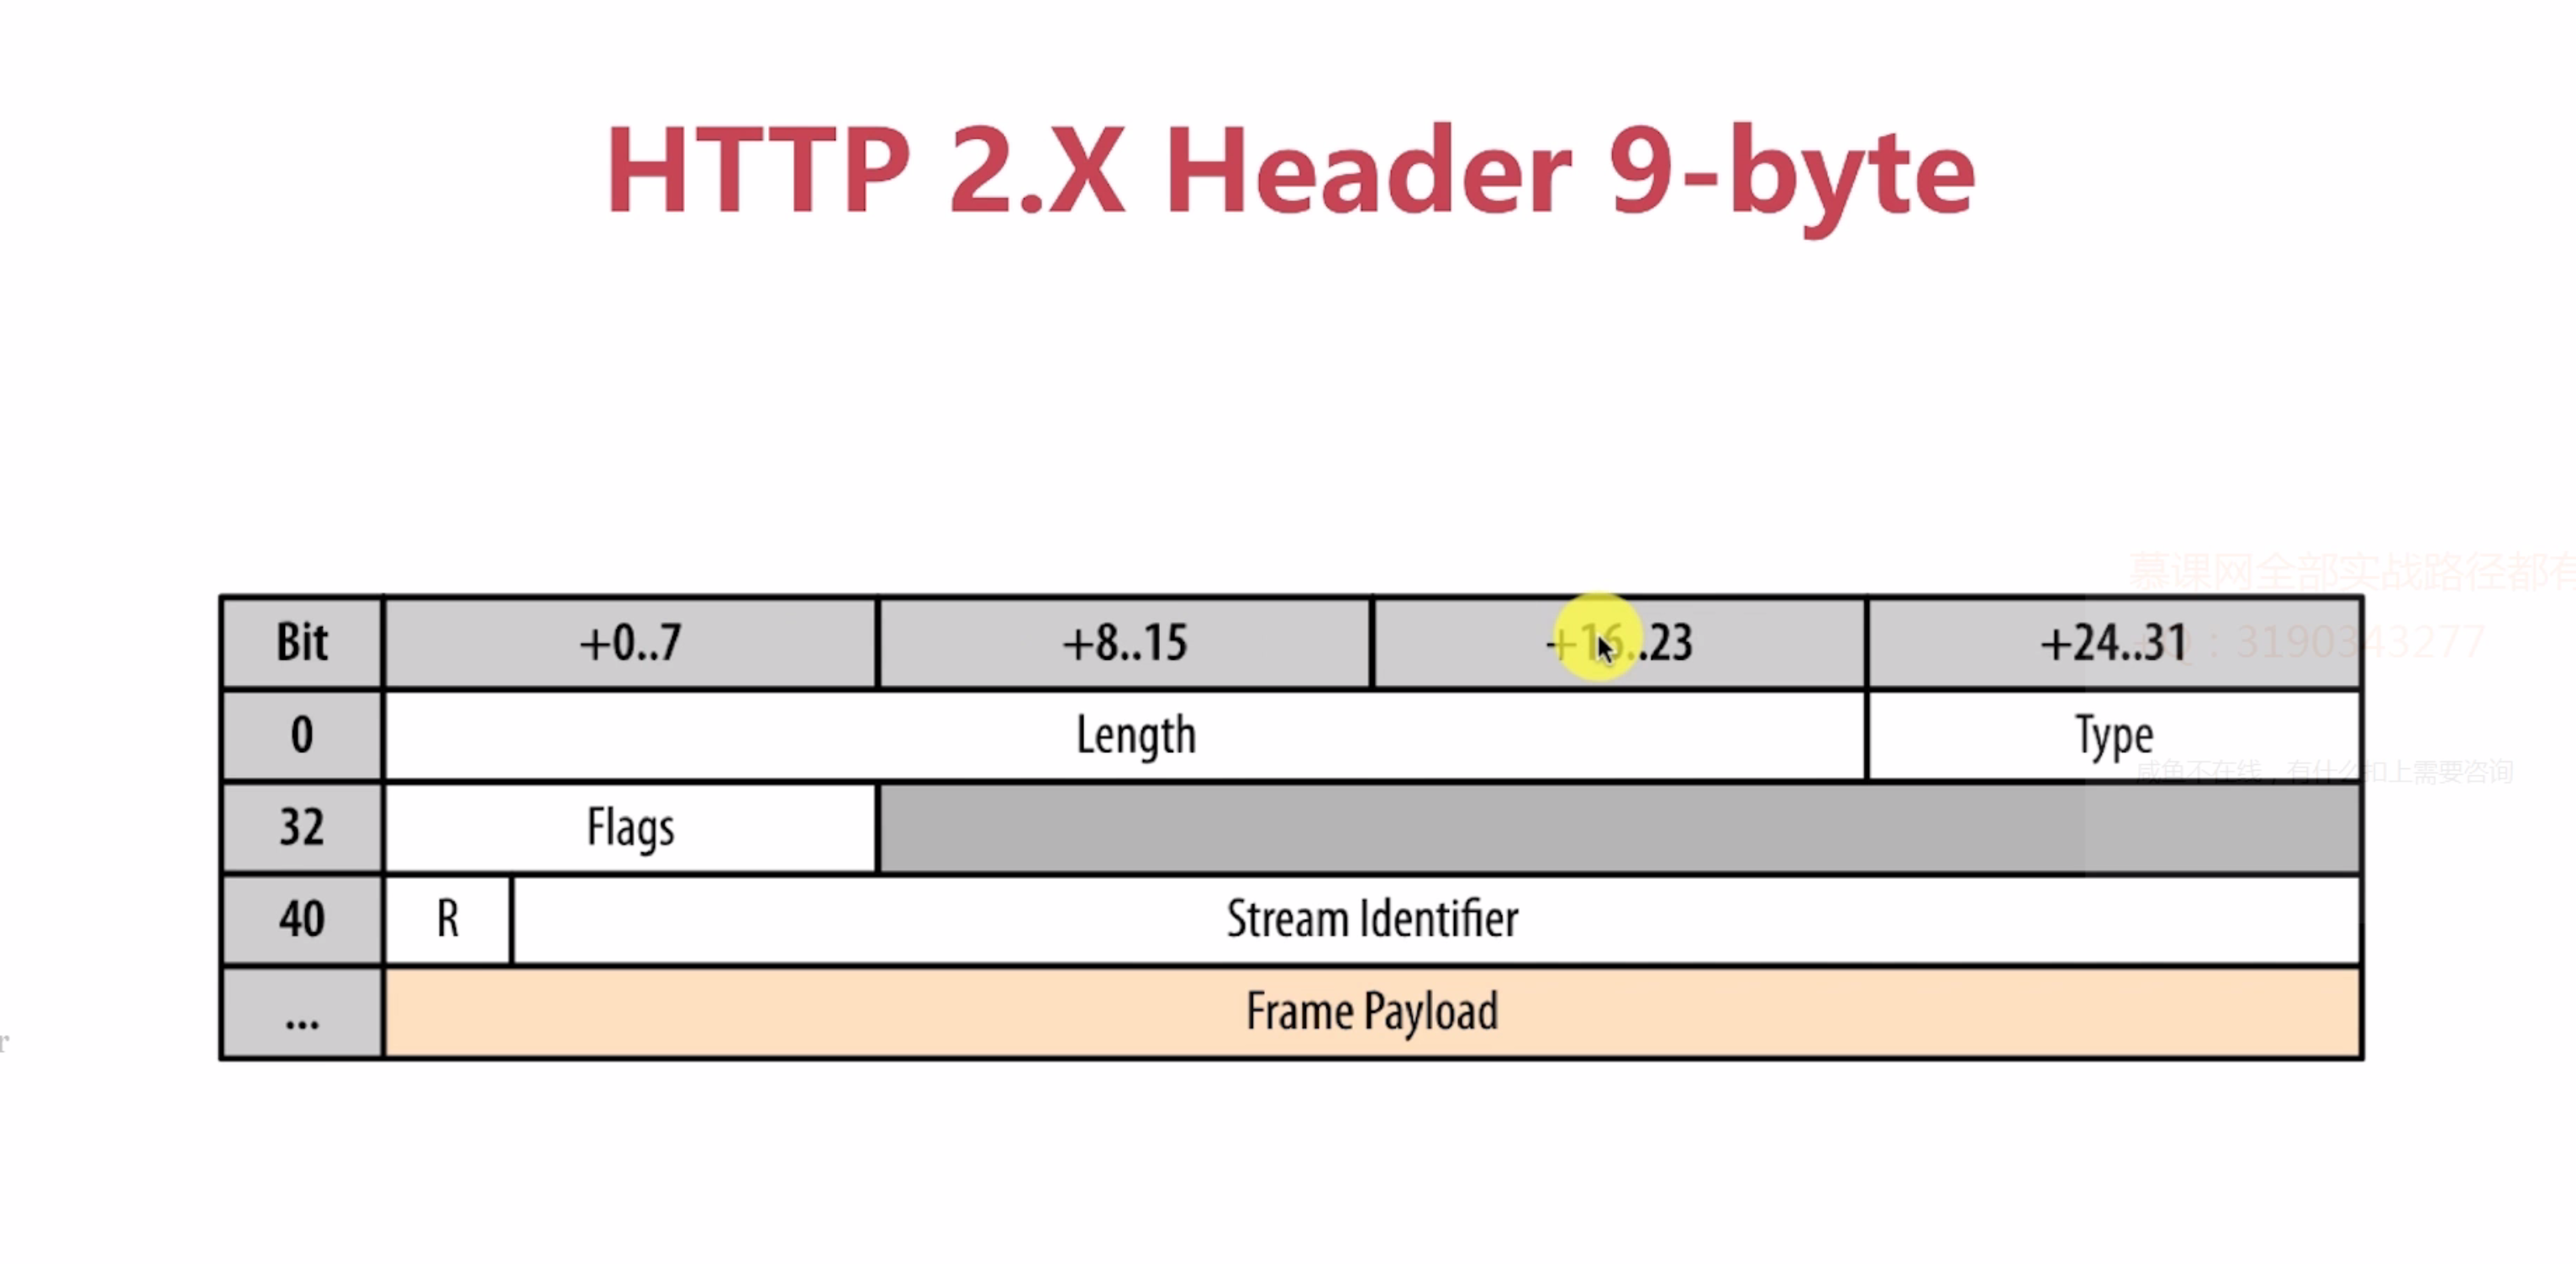 HTTP 2.X Header 9-byte
慕课网全部实战路径都有
Bit +0..7 +8..15 +16..23 +24..31
Q：3190343277
0 Length Type
咸鱼不在线，有什么扣上需要咨询
32 Flags
40 R Stream Identifier
... Frame Payload
r